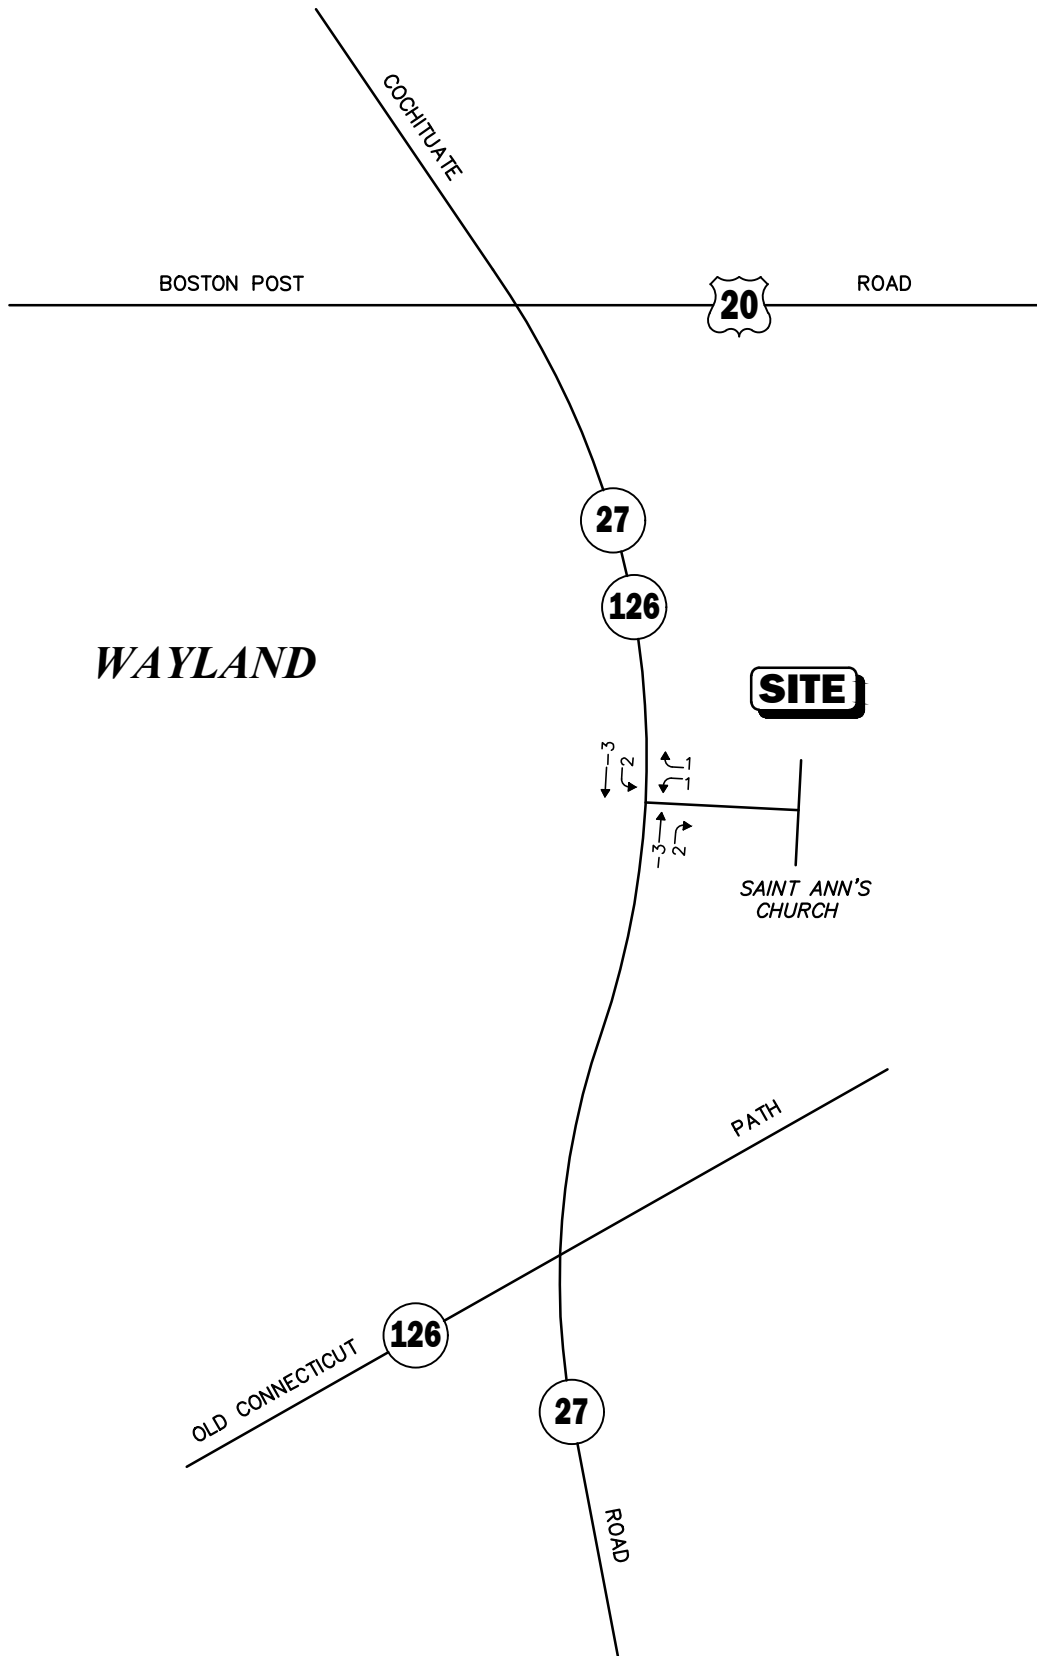 COCHITUATE
BOSTON POST
20
ROAD
27
126
WAYLAND
SITE
-3
2
1
1
-3
2
SAINT ANN'S
CHURCH
PATH
126
OLD CONNECTICUT
27
ROAD